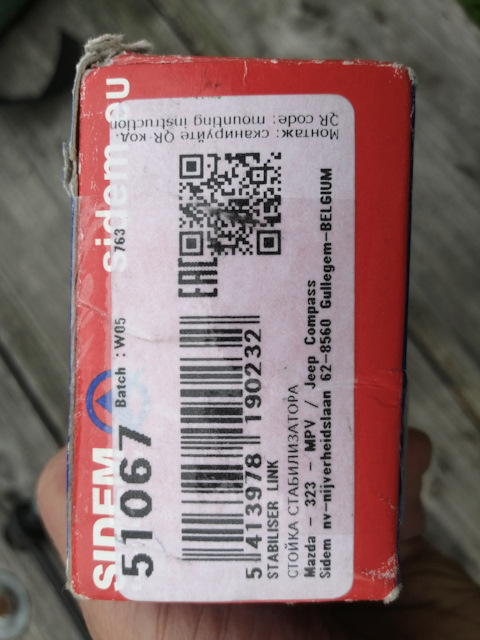 SIDEM
sidem.eu
51067
Batch : W05
763
EAC
5 413978 190232
STABILISER LINK
СТОЙКА СТАБИЛИЗАТОРА
Mazda - 323 - MPV / Jeep Compass
Sidem nv-nijverheidslaan 62-8560 Gullegem-BELGIUM
Монтаж: сканируйте QR-код.
QR code: mounting instruction